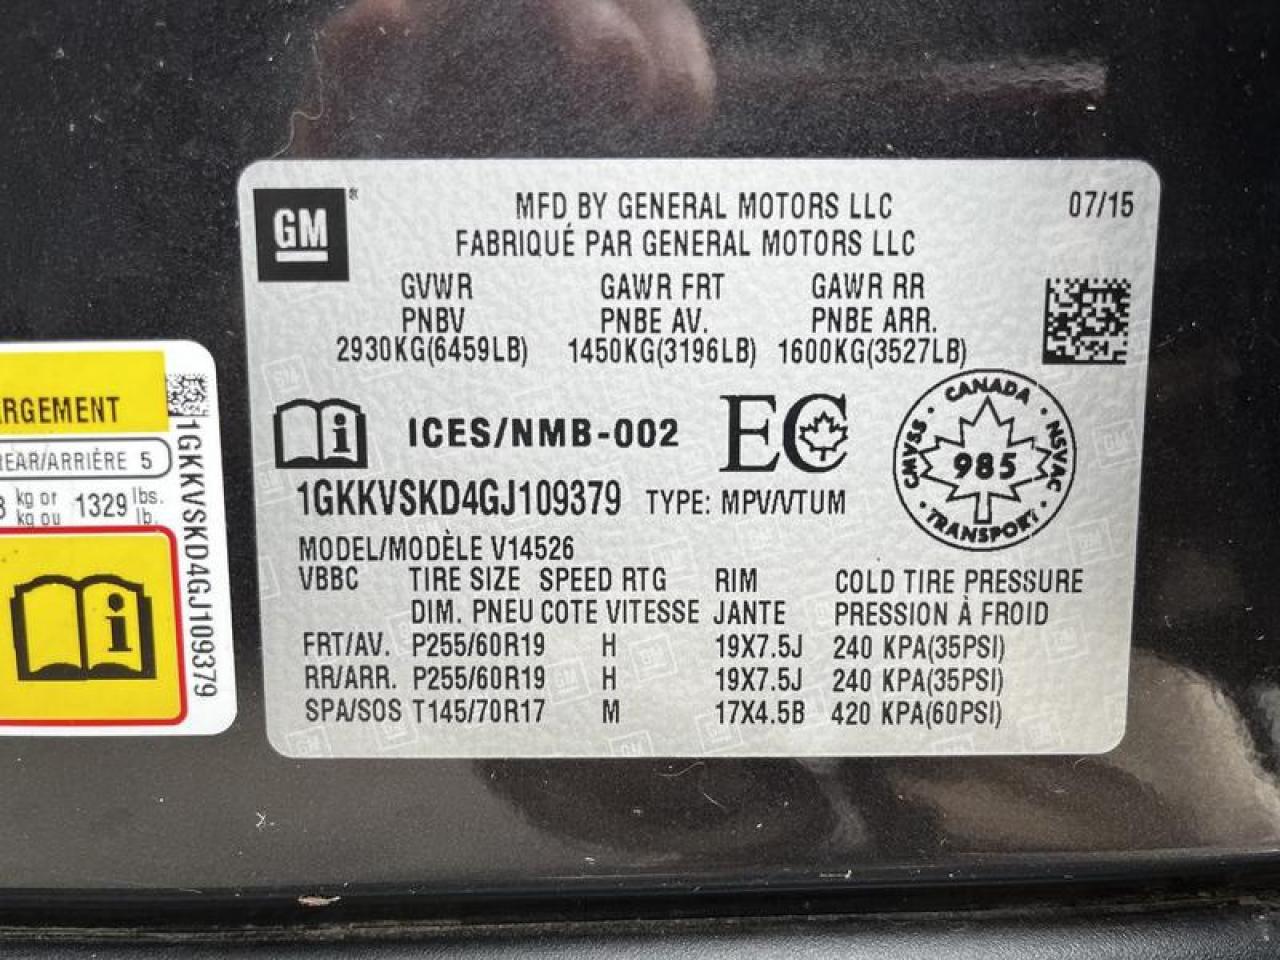 GM
MFD BY GENERAL MOTORS LLC
07/15
FABRIQUÉ PAR GENERAL MOTORS LLC
GVWR GAWR FRT GAWR RR
PNBV PNBE AV. PNBE ARR.
2930KG(6459LB) 1450KG(3196LB) 1600KG(3527LB)
i ICES/NMB-002 EC
CANADA
CMVSS 985 NSVAC
TRANSPORT
1GKKVSKD4GJ109379 TYPE: MPV/VTUM
MODEL/MODÈLE V14526
VBBC TIRE SIZE SPEED RTG RIM COLD TIRE PRESSURE
DIM. PNEU COTE VITESSE JANTE PRESSION À FROID
FRT/AV. P255/60R19 H 19X7.5J 240 KPA(35PSI)
RR/ARR. P255/60R19 H 19X7.5J 240 KPA(35PSI)
SPA/SOS T145/70R17 M 17X4.5B 420 KPA(60PSI)
RGEMENT
REAR/ARRIÈRE 5
kg or 1329 lbs.
kg ou lb.
i
1GKKVSKD4GJ109379